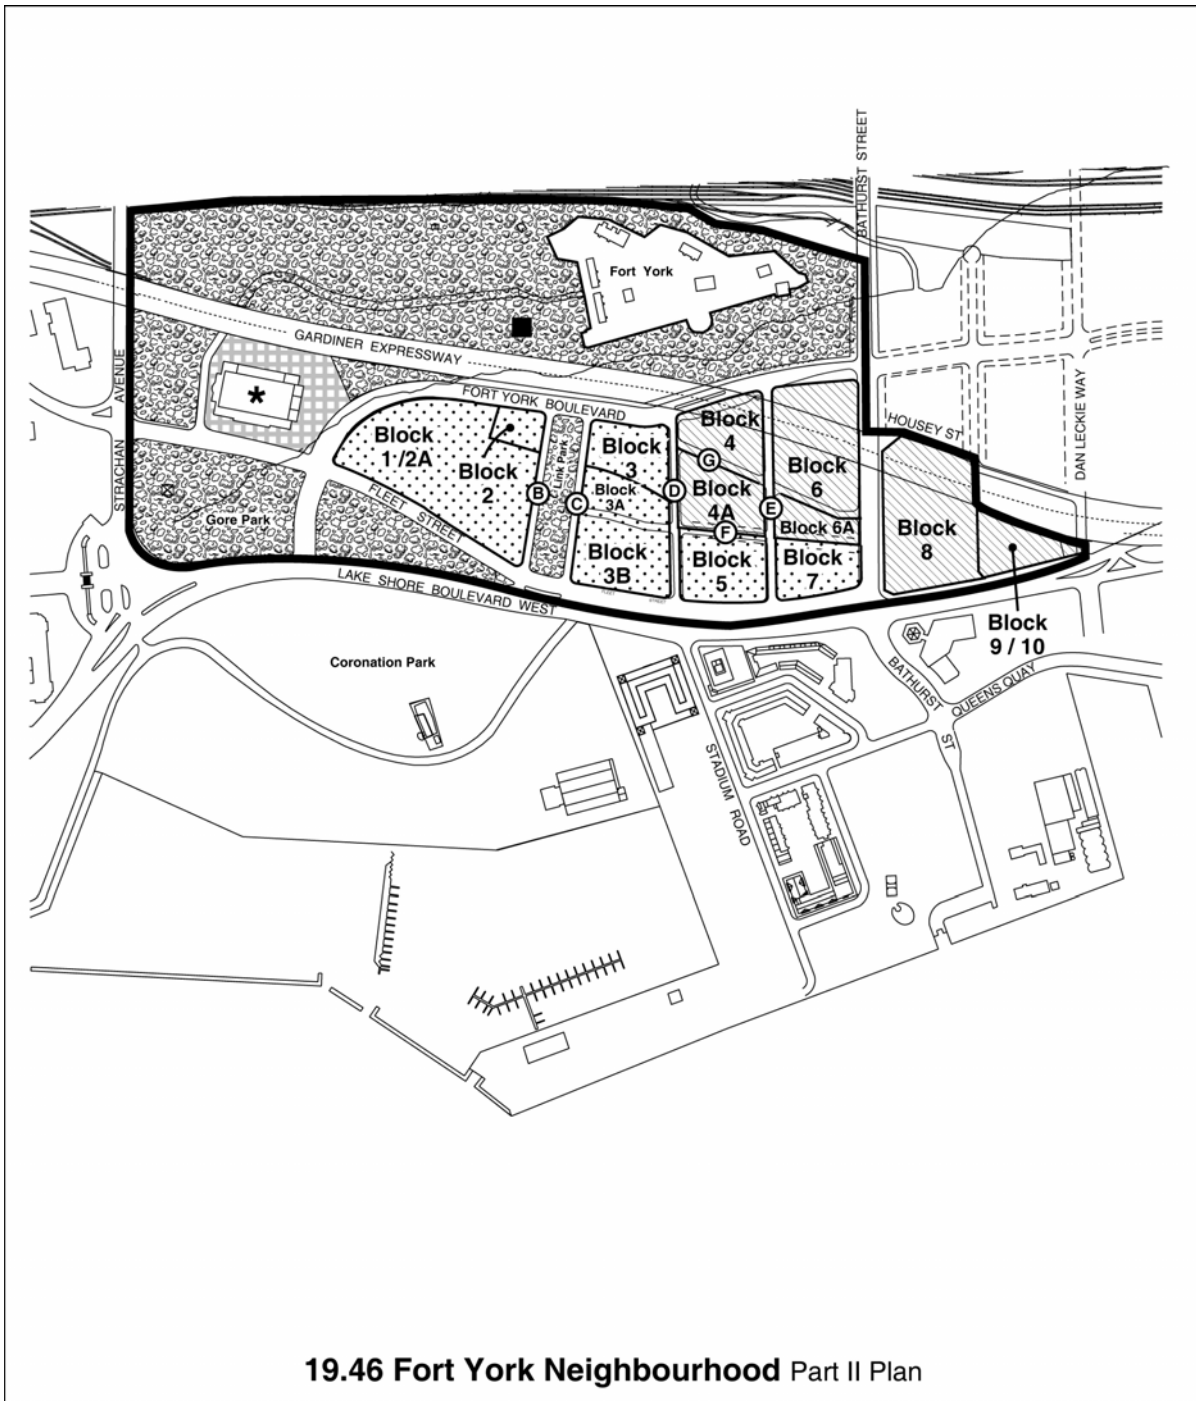 BATHURST STREET
Fort York
GARDINER EXPRESSWAY
STRACHAN AVENUE
FORT YORK BOULEVARD
DAN LECKIE WAY
HOUSEY ST
*
Block
1/2A
Block
2
Link Park
Block
3
Block
3A
Block
3B
Block
4
G
Block
4A
F
Block
5
Block
6
Block 6A
Block
7
Block
8
Block
9 / 10
B
C
D
E
FLEET STREET
Gore Park
FLEET STREET
LAKE SHORE BOULEVARD WEST
Coronation Park
BATHURST ST
QUEENS QUAY
STADIUM ROAD
19.46 Fort York Neighbourhood Part II Plan